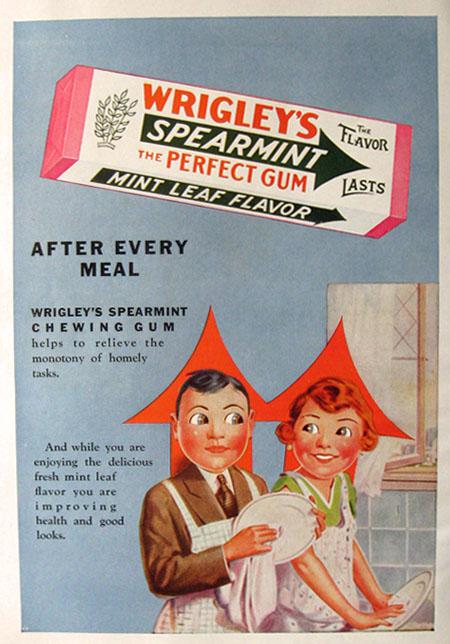 WRIGLEY'S
SPEARMINT
THE PERFECT GUM
MINT LEAF FLAVOR
THE
FLAVOR
LASTS
AFTER EVERY
MEAL
WRIGLEY'S SPEARMINT
CHEWING GUM
helps to relieve the
monotony of homely
tasks.
And while you are
enjoying the delicious
fresh mint leaf
flavor you are
improving
health and good
looks.